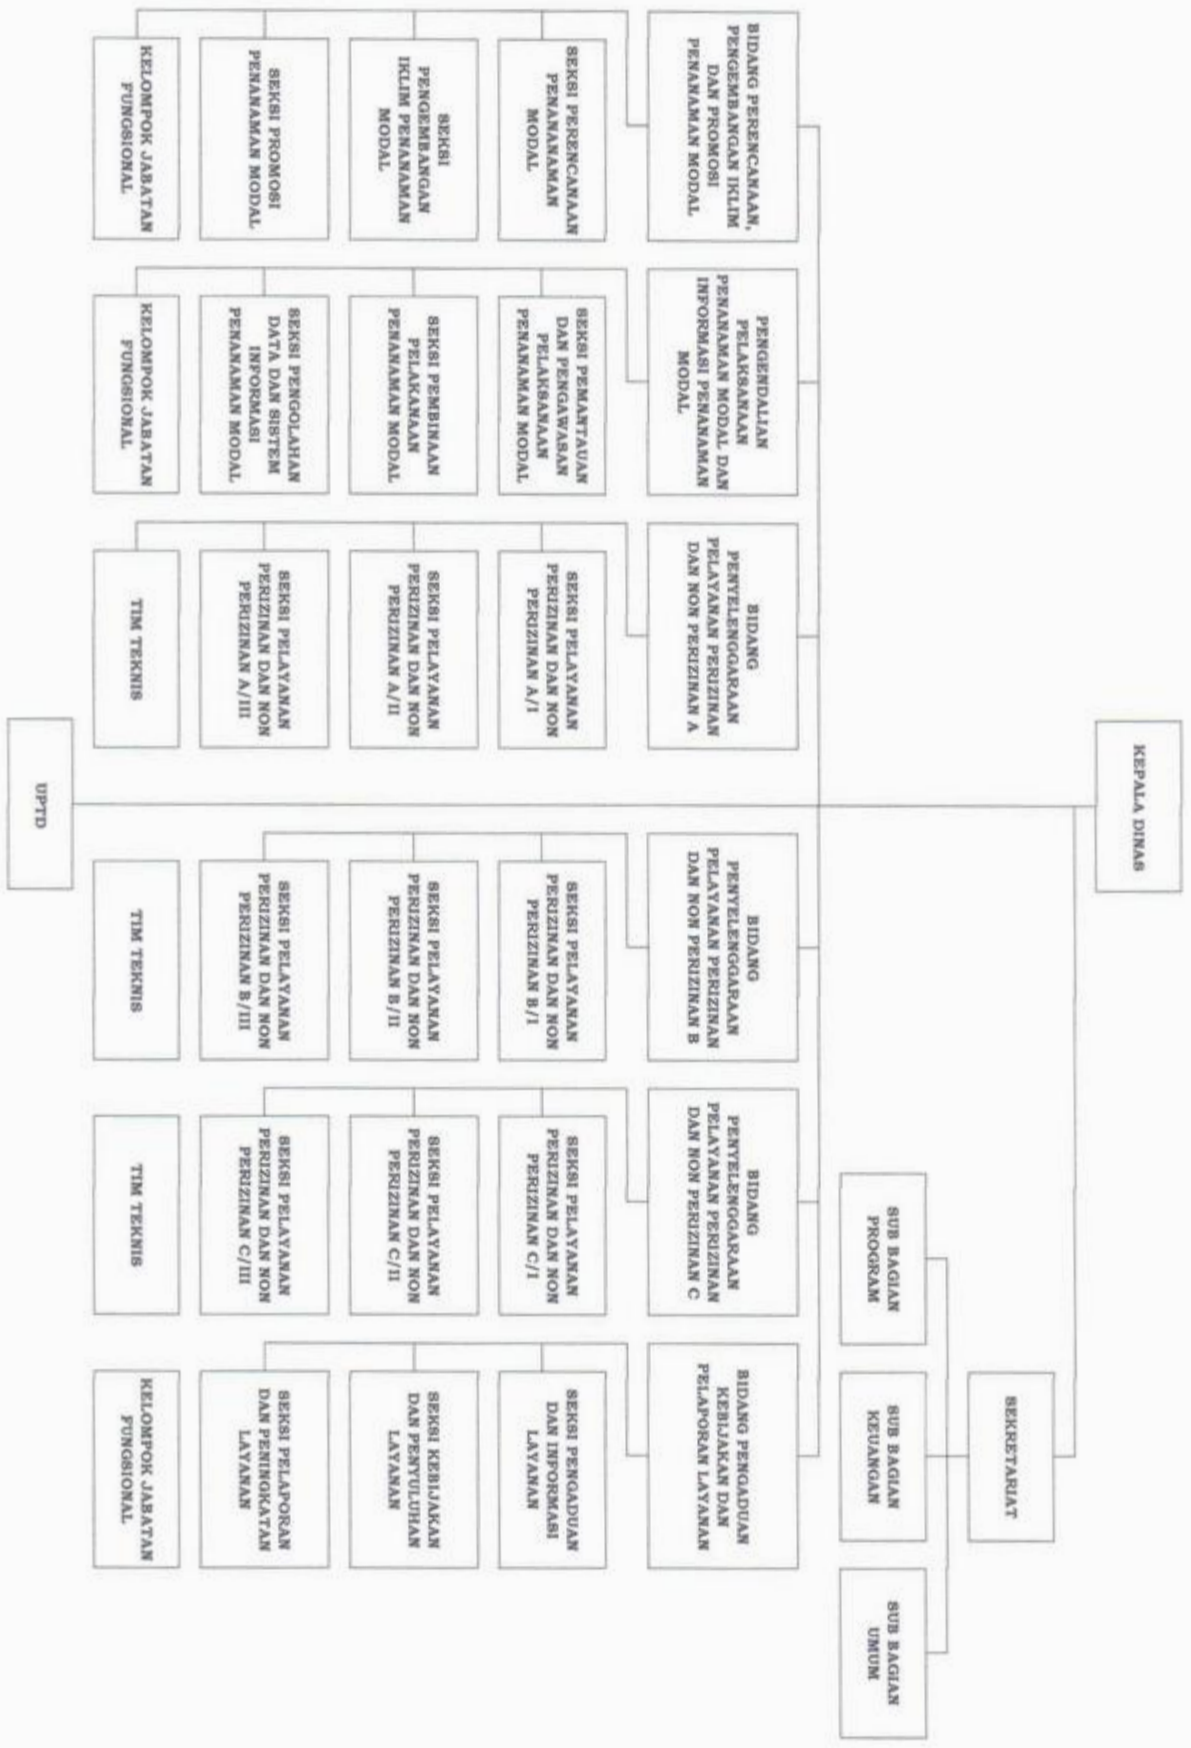 KEPALA DINAS
SEKRETARIAT
SUB BAGIAN
PROGRAM
SUB BAGIAN
KEUANGAN
SUB BAGIAN
UMUM
BIDANG PERENCANAAN,
PENGEMBANGAN IKLIM
DAN PROMOSI
PENANAMAN MODAL
SEKSI PERENCANAAN
PENANANAMAN
MODAL
SEKSI
PENGEMBANGAN
IKLIM PENANAMAN
MODAL
SEKSI PROMOSI
PENANAMAN MODAL
KELOMPOK JABATAN
FUNGSIONAL
PENGENDALIAN
PELAKSANAAN
PENANAMAN MODAL DAN
INFORMASI PENANAMAN
MODAL
SEKSI PEMANTAUAN
DAN PENGAWASAN
PELAKSANAAN
PENANAMAN MODAL
SEKSI PEMBINAAN
PELAKANAAN
PENANAMAN MODAL
SEKSI PENGOLAHAN
DATA DAN SISTEM
INFORMASI
PENANAMAN MODAL
KELOMPOK JABATAN
FUNGSIONAL
BIDANG
PENYELENGGARAAN
PELAYANAN PERIZINAN
DAN NON PERIZINAN A
SEKSI PELAYANAN
PERIZINAN DAN NON
PERIZINAN A/I
SEKSI PELAYANAN
PERIZINAN DAN NON
PERIZINAN A/II
SEKSI PELAYANAN
PERIZINAN DAN NON
PERIZINAN A/III
TIM TEKNIS
BIDANG
PENYELENGGARAAN
PELAYANAN PERIZINAN
DAN NON PERIZINAN B
SEKSI PELAYANAN
PERIZINAN DAN NON
PERIZINAN B/I
SEKSI PELAYANAN
PERIZINAN DAN NON
PERIZINAN B/II
SEKSI PELAYANAN
PERIZINAN DAN NON
PERIZINAN B/III
TIM TEKNIS
BIDANG
PENYELENGGARAAN
PELAYANAN PERIZINAN
DAN NON PERIZINAN C
SEKSI PELAYANAN
PERIZINAN DAN NON
PERIZINAN C/I
SEKSI PELAYANAN
PERIZINAN DAN NON
PERIZINAN C/II
SEKSI PELAYANAN
PERIZINAN DAN NON
PERIZINAN C/III
TIM TEKNIS
BIDANG PENGADUAN
KEBIJAKAN DAN
PELAPORAN LAYANAN
SEKSI PENGADUAN
DAN INFORMASI
LAYANAN
SEKSI KEBIJAKAN
DAN PENYULUHAN
LAYANAN
SEKSI PELAPORAN
DAN PENINGKATAN
LAYANAN
KELOMPOK JABATAN
FUNGSIONAL
UPTD